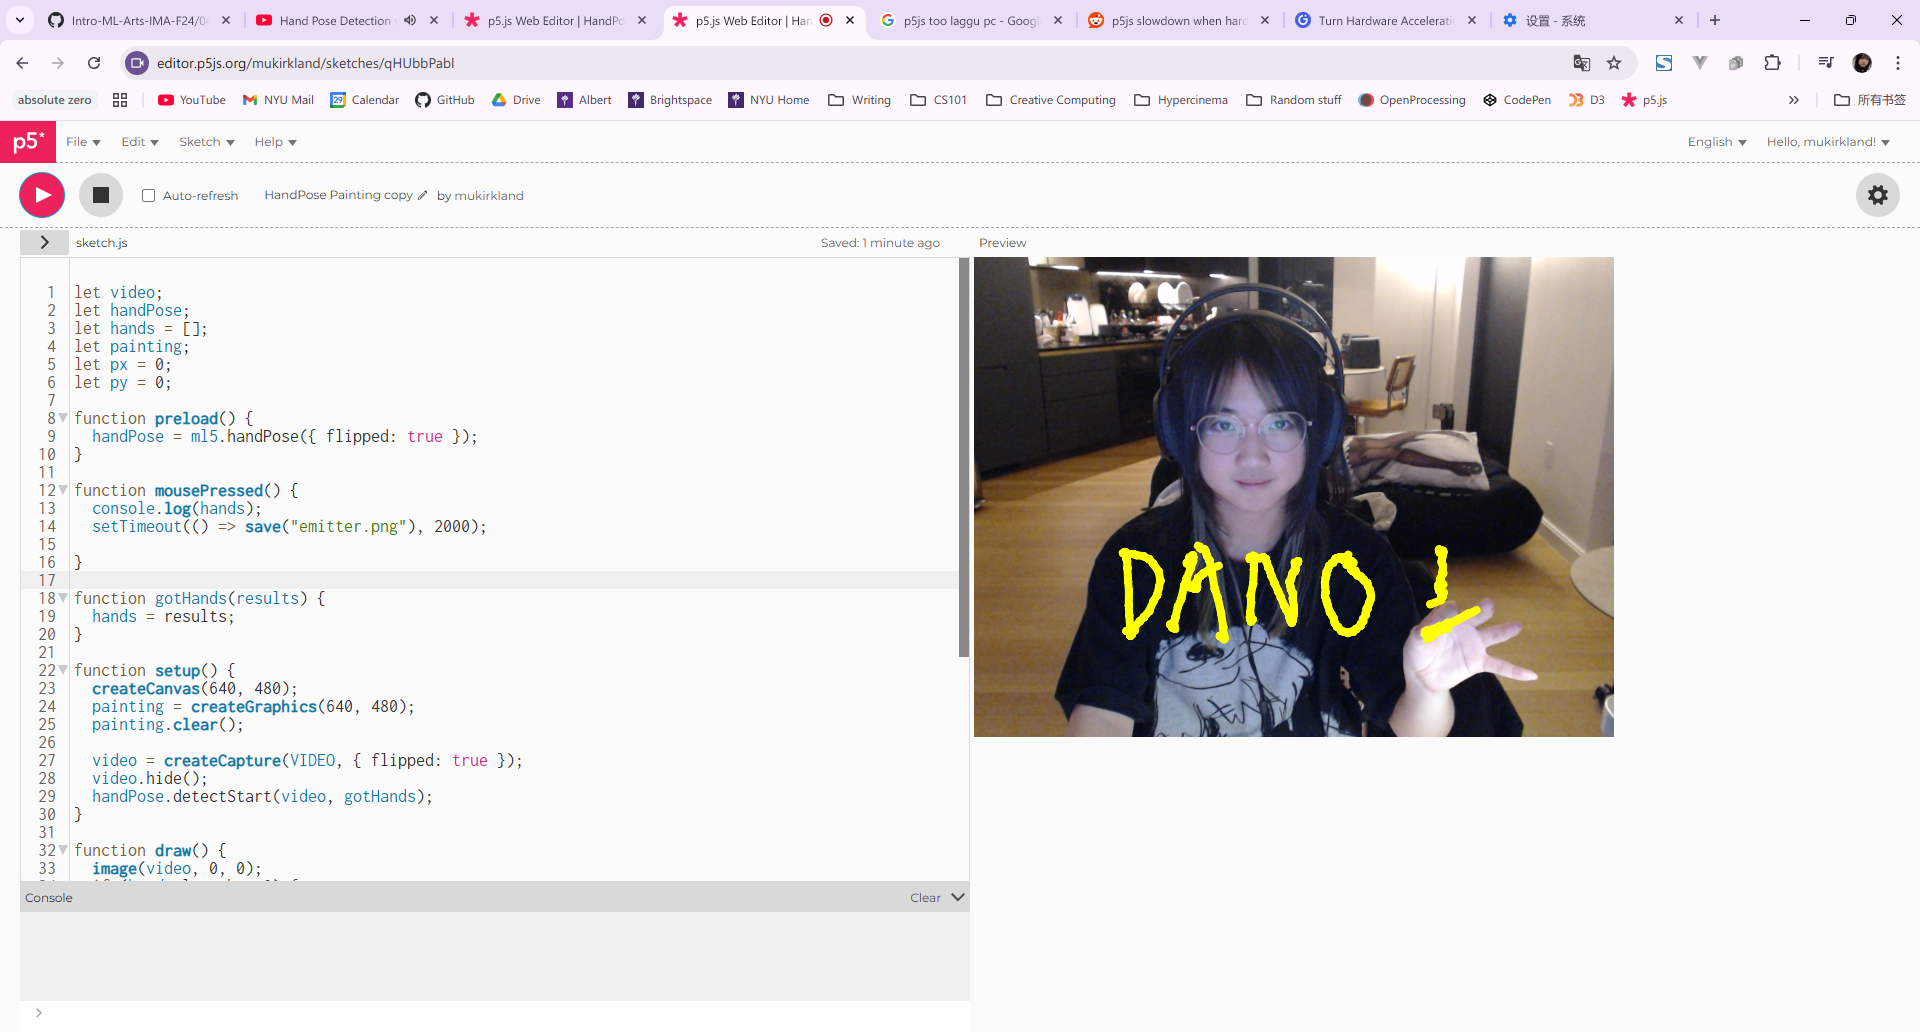 Intro-ML-Arts-IMA-F24/0
Hand Pose Detection
p5.js Web Editor | HandPo
p5.js Web Editor | Han
p5js too laggu pc - Google
p5js slowdown when hard
Turn Hardware Accelerati
设置 - 系统
editor.p5js.org/mukirkland/sketches/qHUbbPabl
absolute zero
YouTube
NYU Mail
Calendar
GitHub
Drive
Albert
Brightspace
NYU Home
Writing
CS101
Creative Computing
Hypercinema
Random stuff
OpenProcessing
CodePen
D3
p5.js
所有书签
p5* File Edit Sketch Help
English Hello, mukirkland!
Auto-refresh HandPose Painting copy by mukirkland
sketch.js Saved: 1 minute ago Preview
1 let video;
2 let handPose;
3 let hands = [];
4 let painting;
5 let px = 0;
6 let py = 0;
7
8 function preload() {
9 handPose = ml5.handPose({ flipped: true });
10 }
11
12 function mousePressed() {
13 console.log(hands);
14 setTimeout(() => save("emitter.png"), 2000);
15
16 }
17
18 function gotHands(results) {
19 hands = results;
20 }
21
22 function setup() {
23 createCanvas(640, 480);
24 painting = createGraphics(640, 480);
25 painting.clear();
26
27 video = createCapture(VIDEO, { flipped: true });
28 video.hide();
29 handPose.detectStart(video, gotHands);
30 }
31
32 function draw() {
33 image(video, 0, 0);
Console Clear
>
DANO!